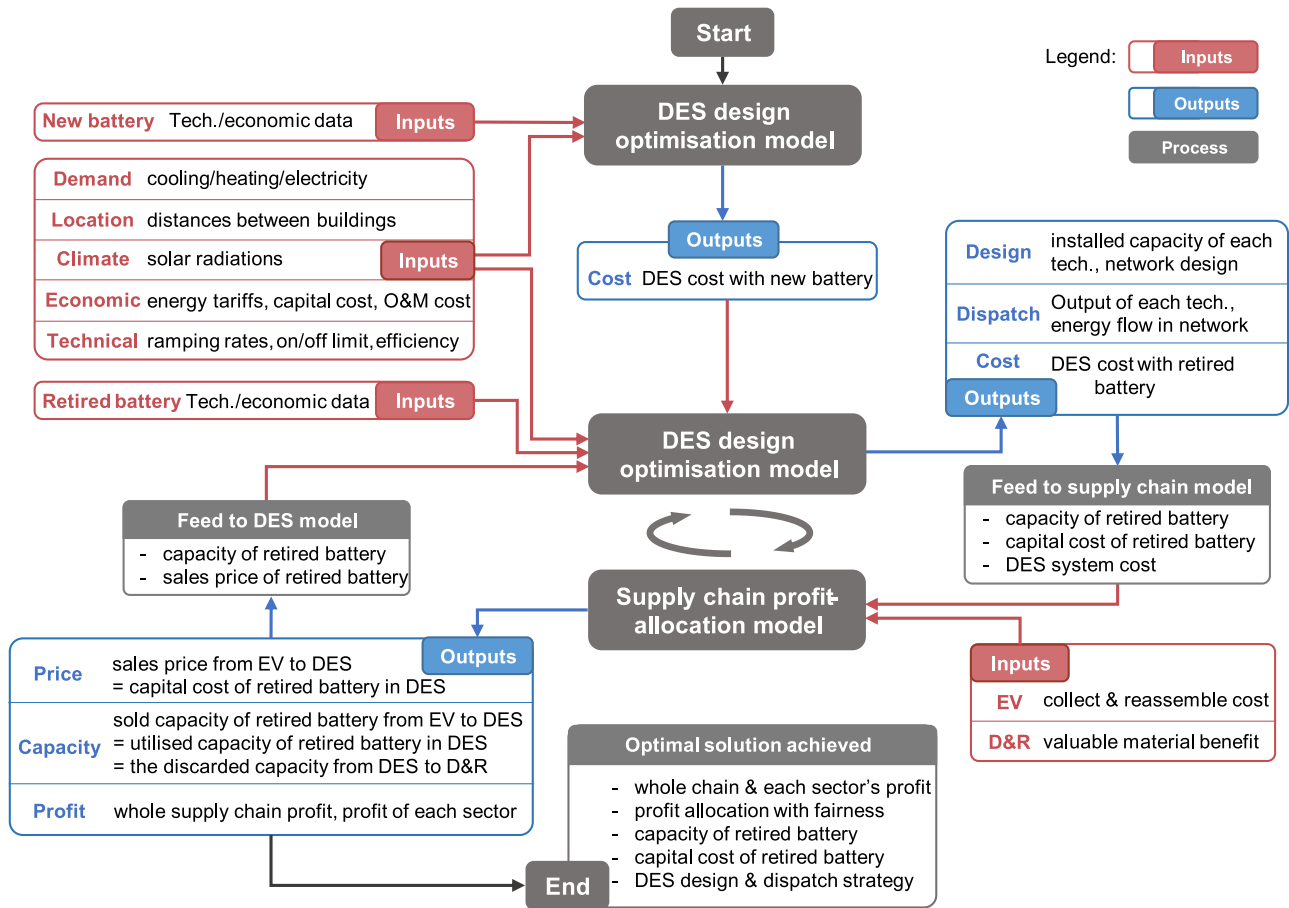 Start
Legend:
Inputs
Outputs
Process
DES design
optimisation model
New battery Tech./economic data Inputs
Demand cooling/heating/electricity
Location distances between buildings
Climate solar radiations Inputs
Economic energy tariffs, capital cost, O&M cost
Technical ramping rates, on/off limit, efficiency
Retired battery Tech./economic data Inputs
Outputs
Cost DES cost with new battery
Design installed capacity of each
tech., network design
Dispatch Output of each tech.,
energy flow in network
Cost DES cost with retired
battery
Outputs
DES design
optimisation model
Feed to DES model
- capacity of retired battery
- sales price of retired battery
Feed to supply chain model
- capacity of retired battery
- capital cost of retired battery
- DES system cost
Supply chain profit-
allocation model
Outputs
Price sales price from EV to DES
= capital cost of retired battery in DES
Capacity sold capacity of retired battery from EV to DES
= utilised capacity of retired battery in DES
= the discarded capacity from DES to D&R
Profit whole supply chain profit, profit of each sector
Inputs
EV collect & reassemble cost
D&R valuable material benefit
Optimal solution achieved
- whole chain & each sector's profit
- profit allocation with fairness
- capacity of retired battery
- capital cost of retired battery
- DES design & dispatch strategy
End